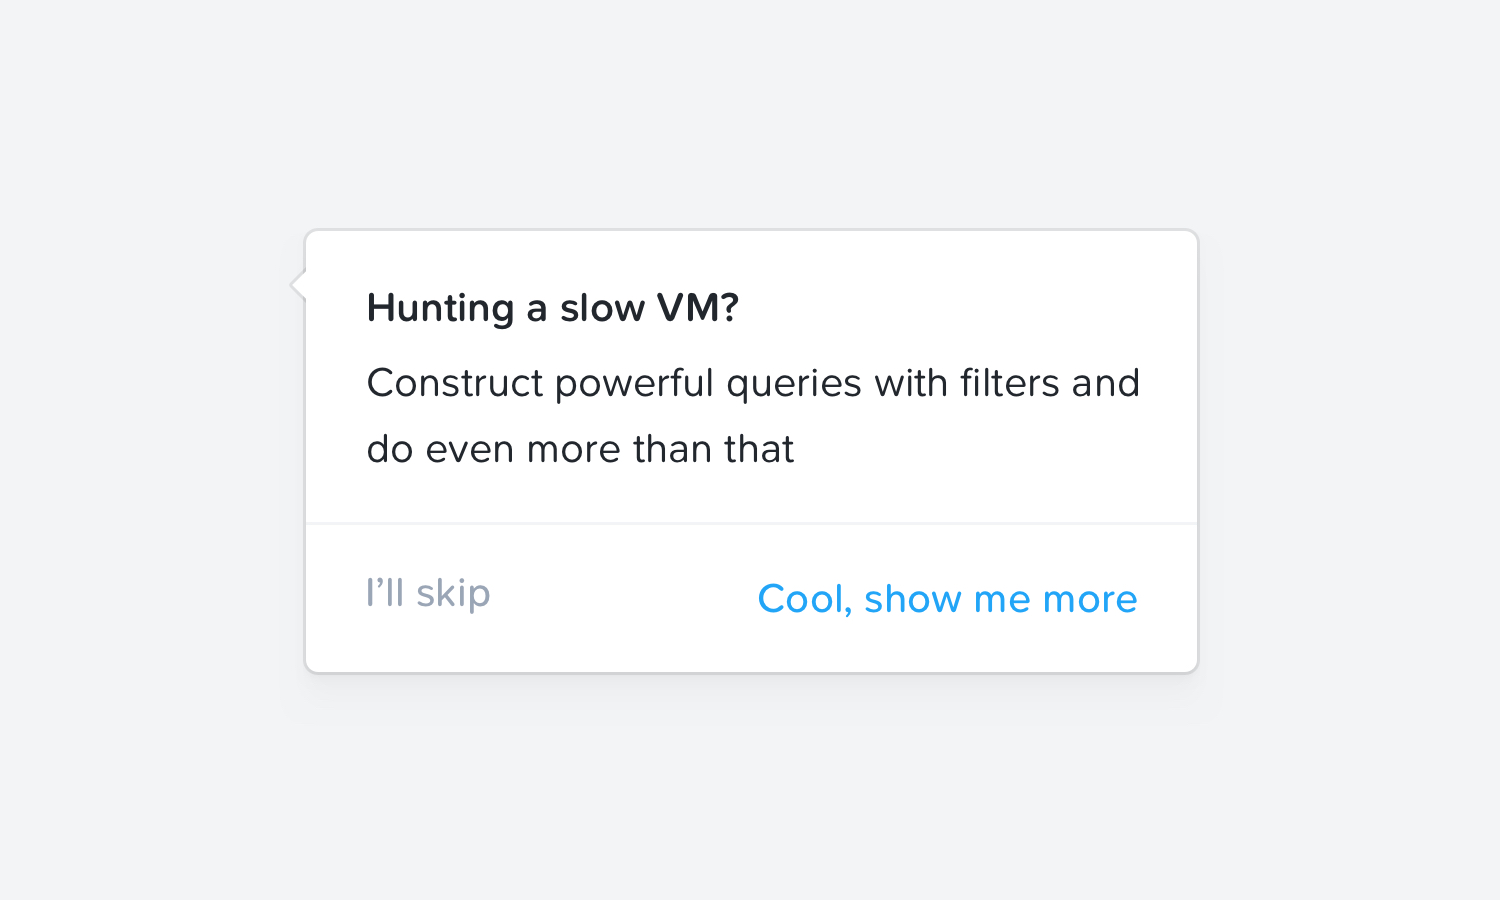 Hunting a slow VM?
Construct powerful queries with filters and
do even more than that
I’ll skip
Cool, show me more